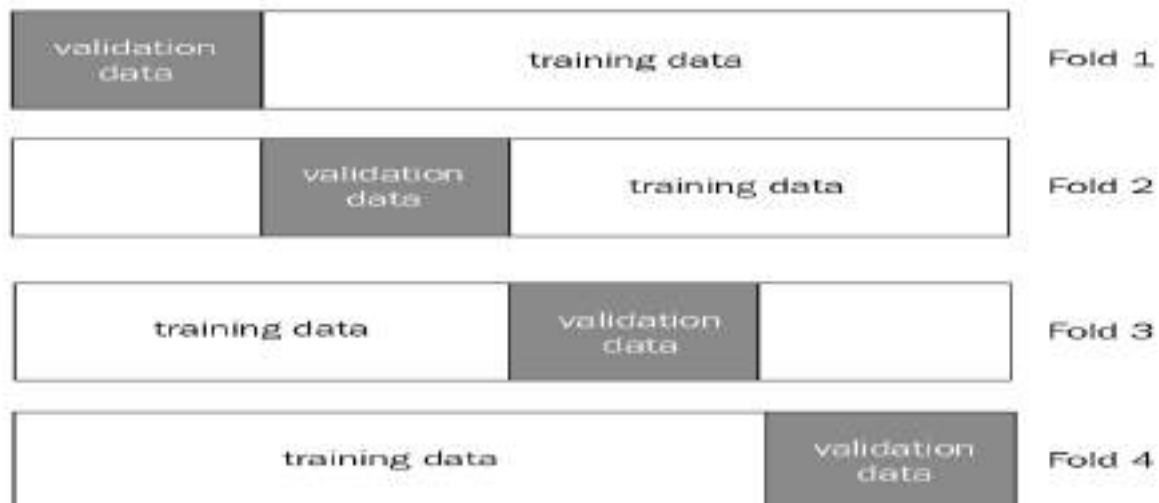 validation
data
training data
Fold 1
validation
data
training data
Fold 2
training data
validation
data
Fold 3
training data
validation
data
Fold 4